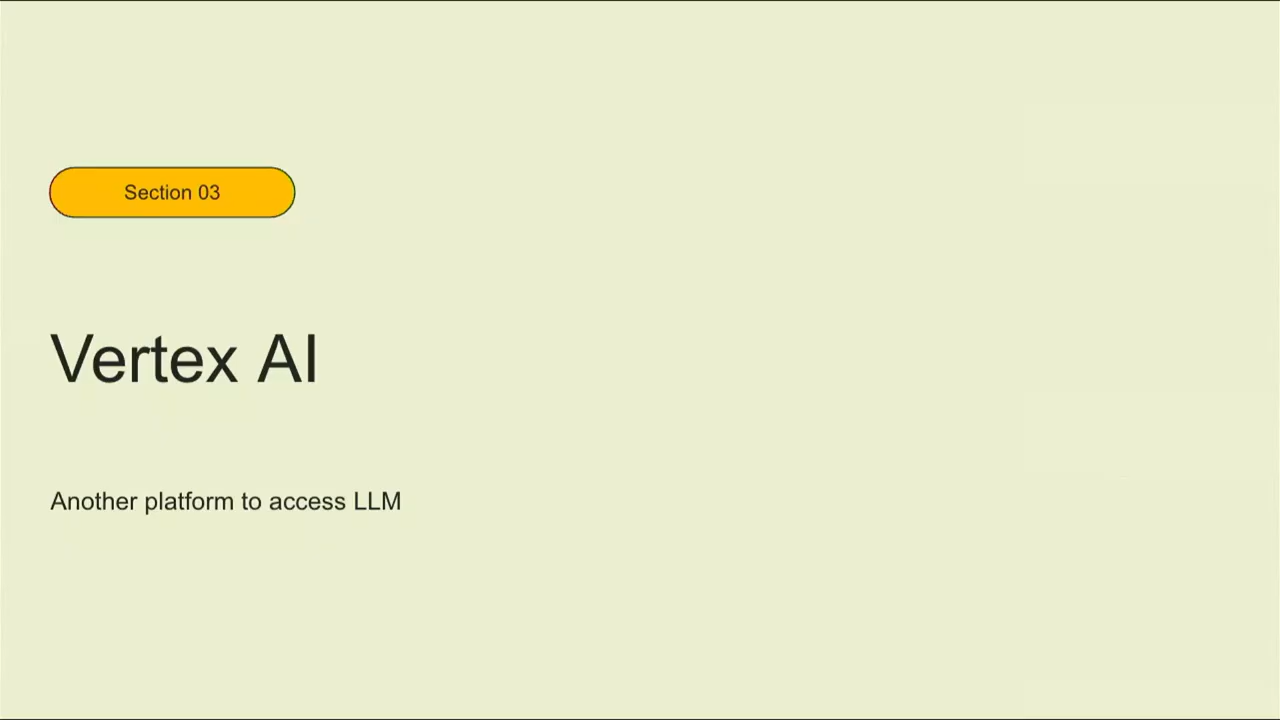 Section 03
Vertex AI
Another platform to access LLM